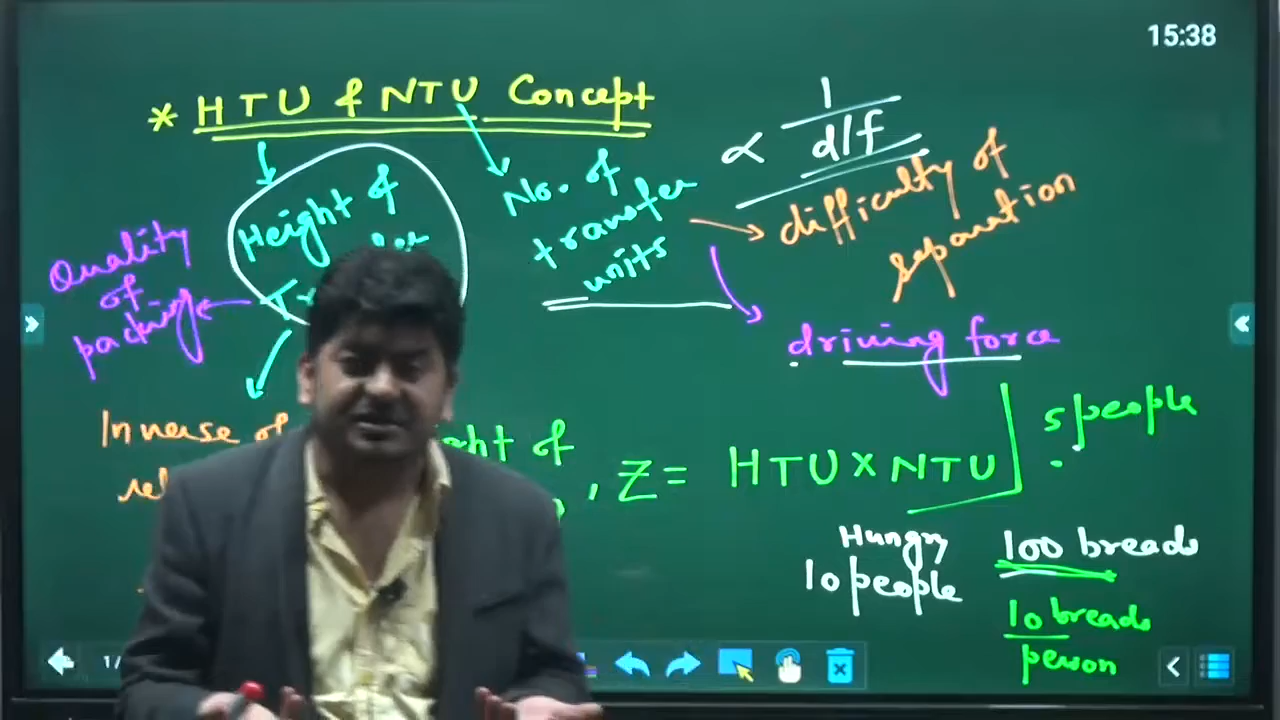 15:38
* HTU & NTU Concept
Height of
No. of
transfer
units
∝ 1
d/f
difficulty of
separation
driving force
Quality
of
packing
Inverse of
of
, Z = HTU × NTU
5 people
Hungry
10 people
100 breads
10 breads
person
1/